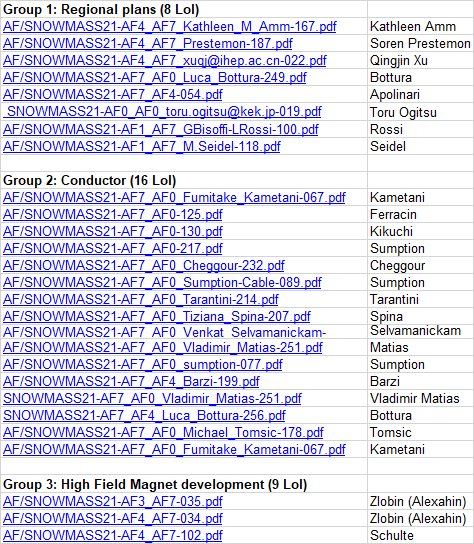 Group 1: Regional plans (8 LoI)
AF/SNOWMASS21-AF4_AF7_Kathleen_M_Amm-167.pdf Kathleen Amm
AF/SNOWMASS21-AF4_AF7_Prestemon-187.pdf Soren Prestemon
AF/SNOWMASS21-AF4_AF7_xuqj@ihep.ac.cn-022.pdf Qingjin Xu
AF/SNOWMASS21-AF7_AF0_Luca_Bottura-249.pdf Bottura
AF/SNOWMASS21-AF7_AF4-054.pdf Apolinari
SNOWMASS21-AF0_AF0_toru.ogitsu@kek.jp-019.pdf Toru Ogitsu
AF/SNOWMASS21-AF1_AF7_GBisoffi-LRossi-100.pdf Rossi
AF/SNOWMASS21-AF1_AF7_M.Seidel-118.pdf Seidel
Group 2: Conductor (16 LoI)
AF/SNOWMASS21-AF7_AF0_Fumitake_Kametani-067.pdf Kametani
AF/SNOWMASS21-AF7_AF0-125.pdf Ferracin
AF/SNOWMASS21-AF7_AF0-130.pdf Kikuchi
AF/SNOWMASS21-AF7_AF0-217.pdf Sumption
AF/SNOWMASS21-AF7_AF0_Cheggour-232.pdf Cheggour
AF/SNOWMASS21-AF7_AF0_Sumption-Cable-089.pdf Sumption
AF/SNOWMASS21-AF7_AF0_Tarantini-214.pdf Tarantini
AF/SNOWMASS21-AF7_AF0_Tiziana_Spina-207.pdf Spina
AF/SNOWMASS21-AF7_AF0_Venkat_Selvamanickam- Selvamanickam
AF/SNOWMASS21-AF7_AF0_Vladimir_Matias-251.pdf Matias
AF/SNOWMASS21-AF7_AF0_sumption-077.pdf Sumption
AF/SNOWMASS21-AF7_AF4_Barzi-199.pdf Barzi
SNOWMASS21-AF7_AF0_Vladimir_Matias-251.pdf Vladimir Matias
SNOWMASS21-AF7_AF4_Luca_Bottura-256.pdf Bottura
AF/SNOWMASS21-AF7_AF0_Michael_Tomsic-178.pdf Tomsic
AF/SNOWMASS21-AF7_AF0_Fumitake_Kametani-067.pdf Kametani
Group 3: High Field Magnet development (9 LoI)
AF/SNOWMASS21-AF3_AF7-035.pdf Zlobin (Alexahin)
AF/SNOWMASS21-AF4_AF7-034.pdf Zlobin (Alexahin)
AF/SNOWMASS21-AF4_AF7-102.pdf Schulte